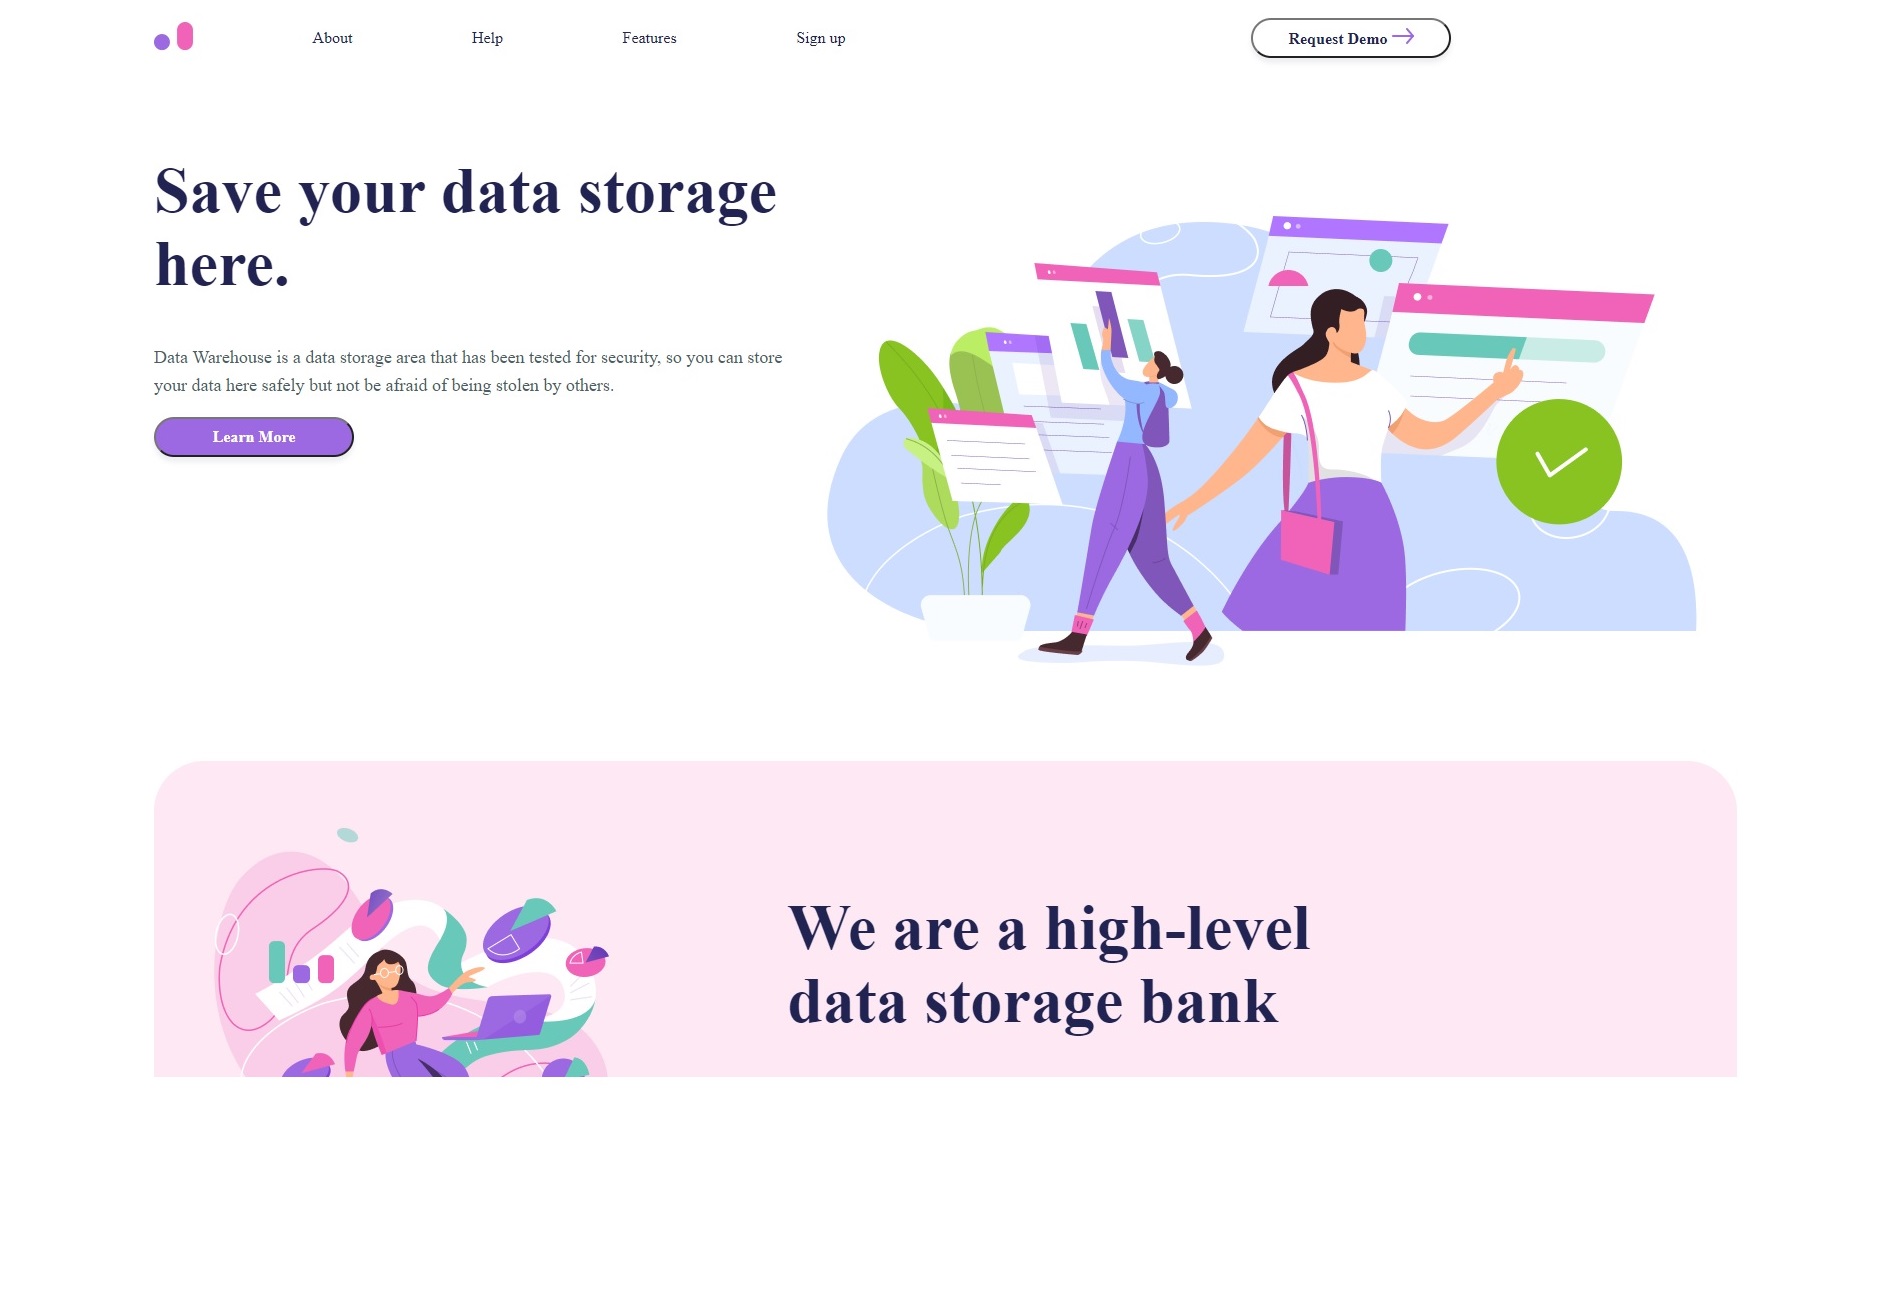 About
Help
Features
Sign up
Request Demo
Save your data storage
here.
Data Warehouse is a data storage area that has been tested for security, so you can store
your data here safely but not be afraid of being stolen by others.
Learn More
We are a high-level
data storage bank